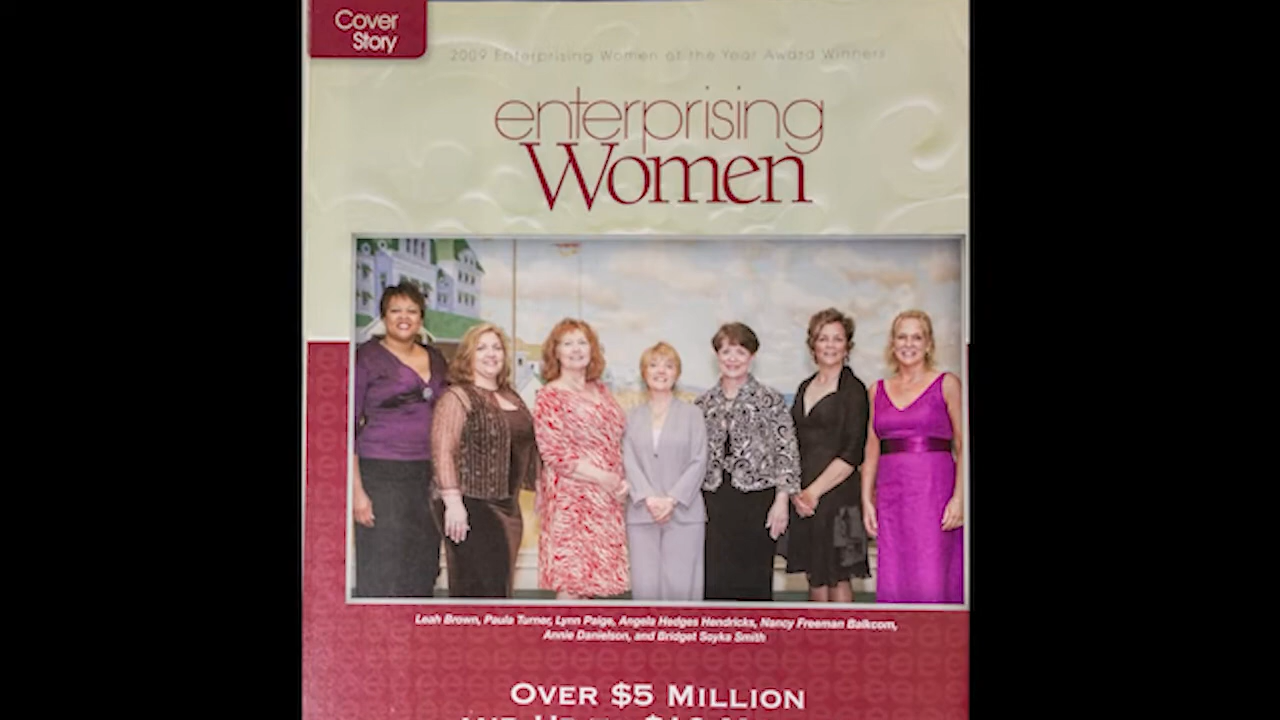 Cover
Story
2009 Enterprising Women of the Year Award Winners
enterprising
Women
Leah Brown, Paula Turner, Lynn Paige, Angela Hedges Hendricks, Nancy Freeman Balkcom,
Annie Danielson, and Bridget Soyka Smith
OVER $5 MILLION